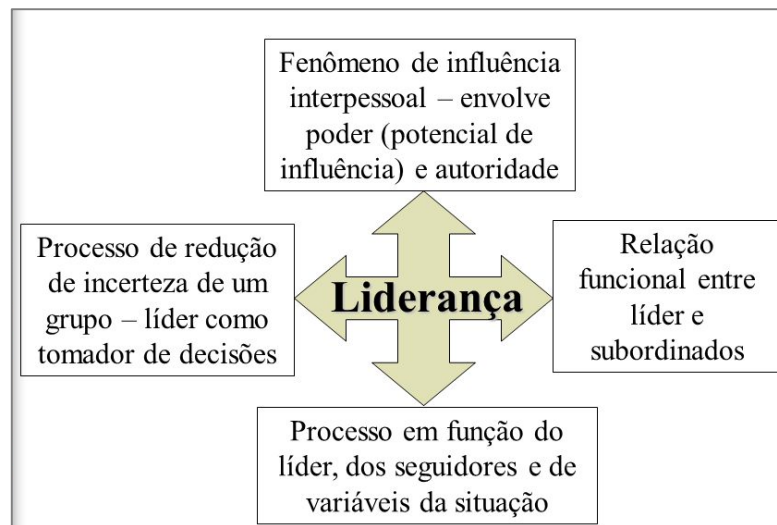 Fenômeno de influência
interpessoal – envolve
poder (potencial de
influência) e autoridade
Processo de redução
de incerteza de um
grupo – líder como
tomador de decisões
Liderança
Relação
funcional entre
líder e
subordinados
Processo em função do
líder, dos seguidores e de
variáveis da situação